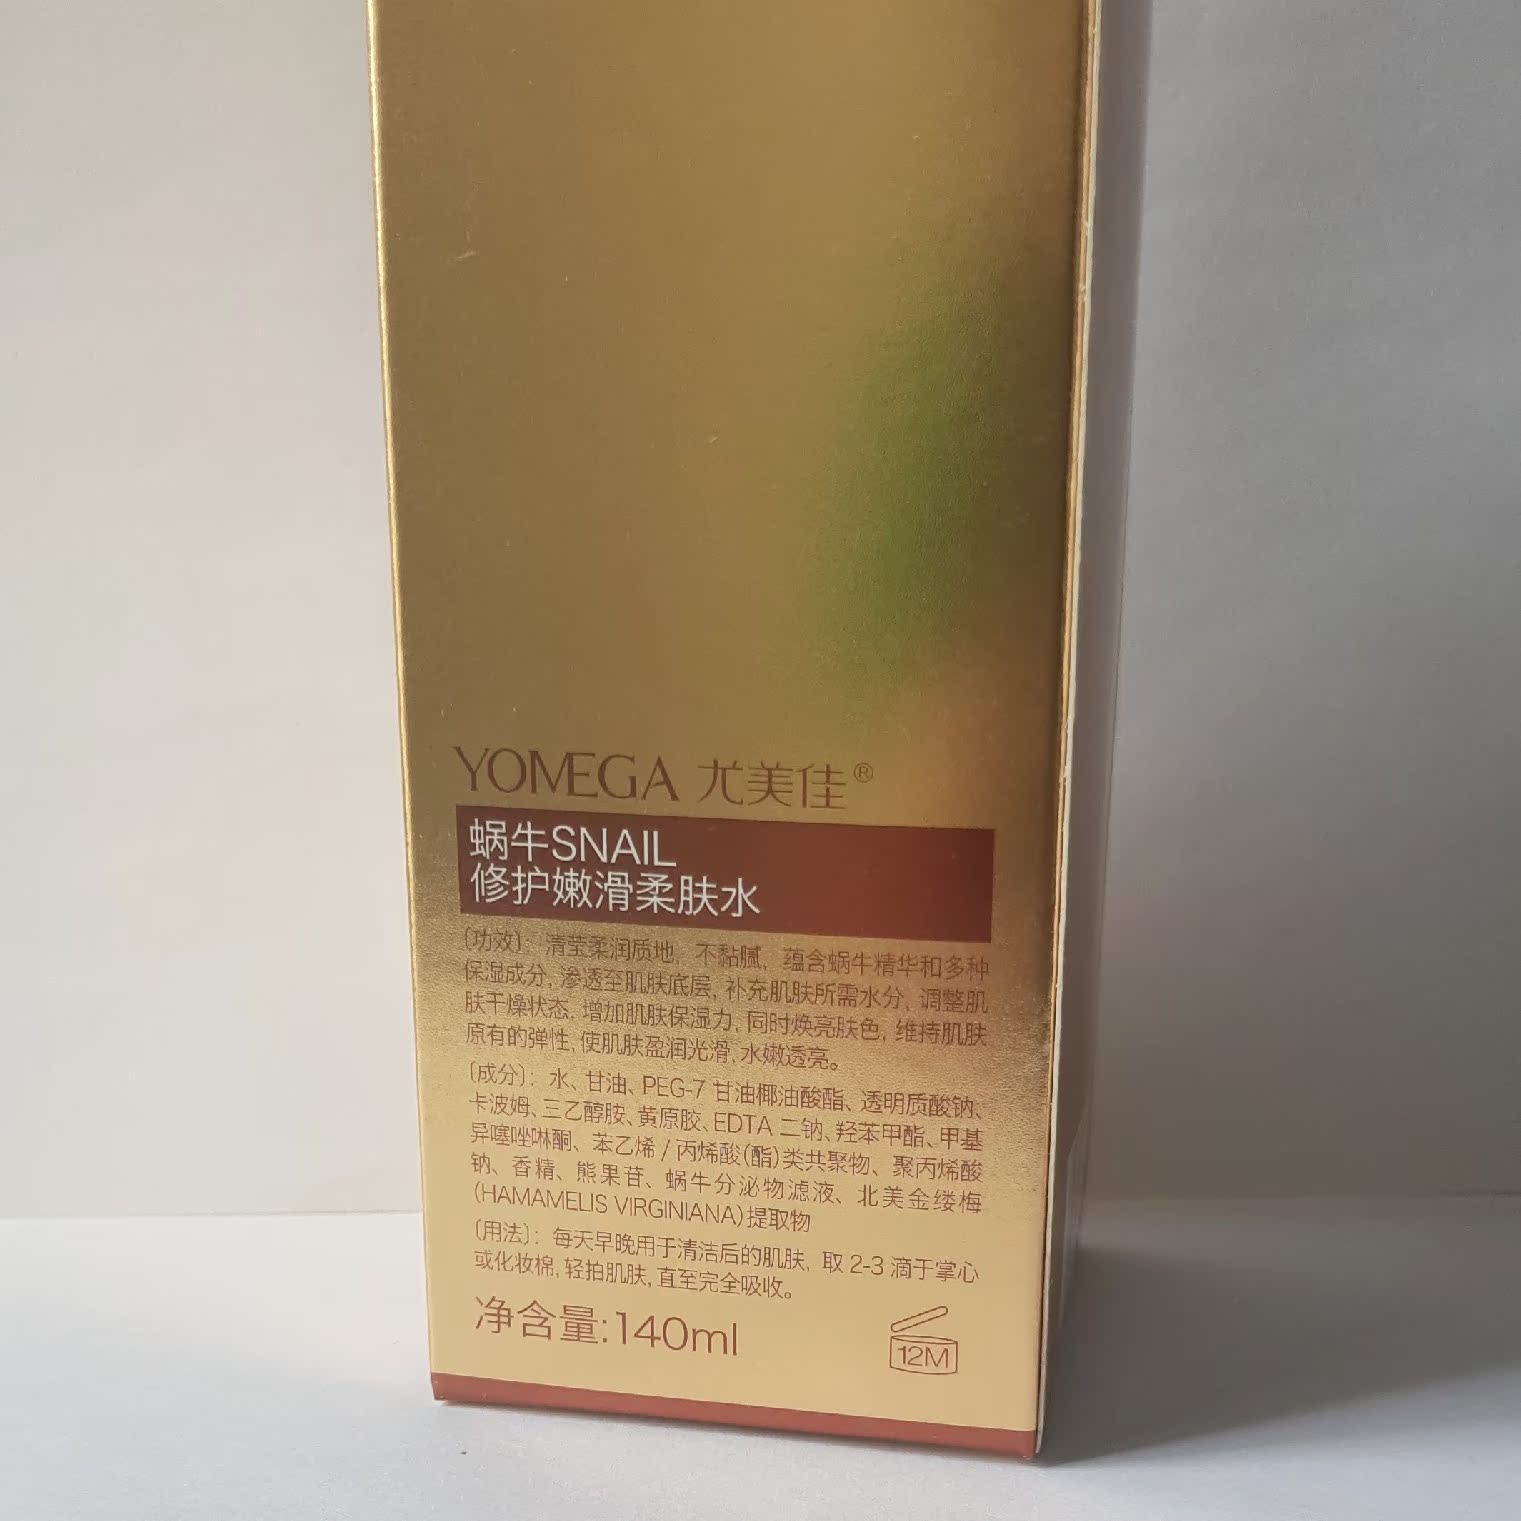 YOMEGA 尤美佳®
蜗牛SNAIL
修护嫩滑柔肤水
〔功效〕：清莹柔润质地，不黏腻，蕴含蜗牛精华和多种
保湿成分，渗透至肌肤底层，补充肌肤所需水分，调整肌
肤干燥状态，增加肌肤保湿力，同时焕亮肤色，维持肌肤
原有的弹性，使肌肤盈润光滑，水嫩透亮。
〔成分〕：水、甘油、PEG-7 甘油椰油酸酯、透明质酸钠、
卡波姆、三乙醇胺、黄原胶、EDTA 二钠、羟苯甲酯、甲基
异噻唑啉酮、苯乙烯/丙烯酸(酯)类共聚物、聚丙烯酸
钠、香精、熊果苷、蜗牛分泌物滤液、北美金缕梅
(HAMAMELIS VIRGINIANA)提取物
〔用法〕：每天早晚用于清洁后的肌肤，取 2-3 滴于掌心
或化妆棉，轻拍肌肤，直至完全吸收。
净含量:140ml
12M